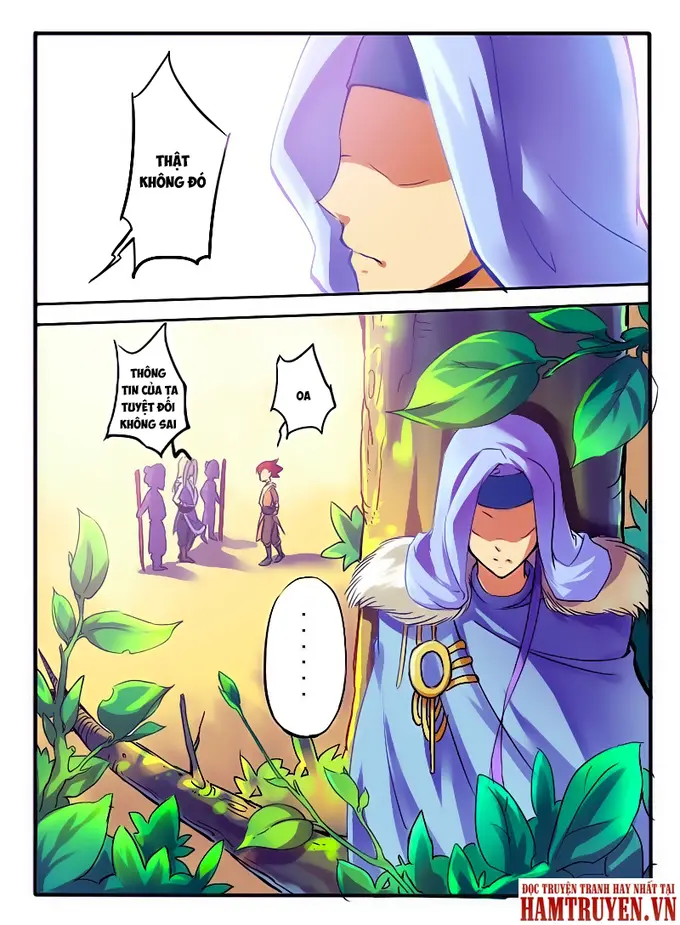 THẬT
KHÔNG ĐÓ
THÔNG
TIN CỦA TA
TUYỆT ĐỐI
KHÔNG SAI
OA
......
ĐỌC TRUYỆN TRANH HAY NHẤT TẠI
HAMTRUYEN.VN